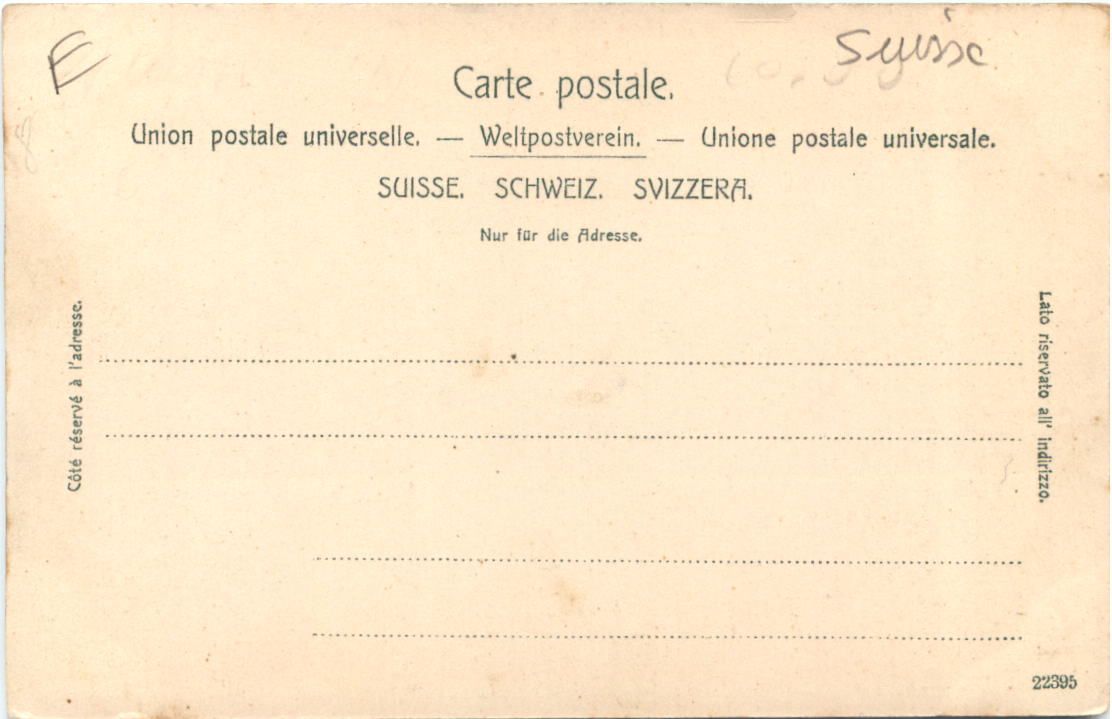 E
Suisse
Carte postale.
Union postale universelle. — Weltpostverein. — Unione postale universale.
SUISSE. SCHWEIZ. SVIZZERA.
Nur für die Adresse.
Côté réservé à l'adresse.
Lato riservato all' indirizzo.
22395